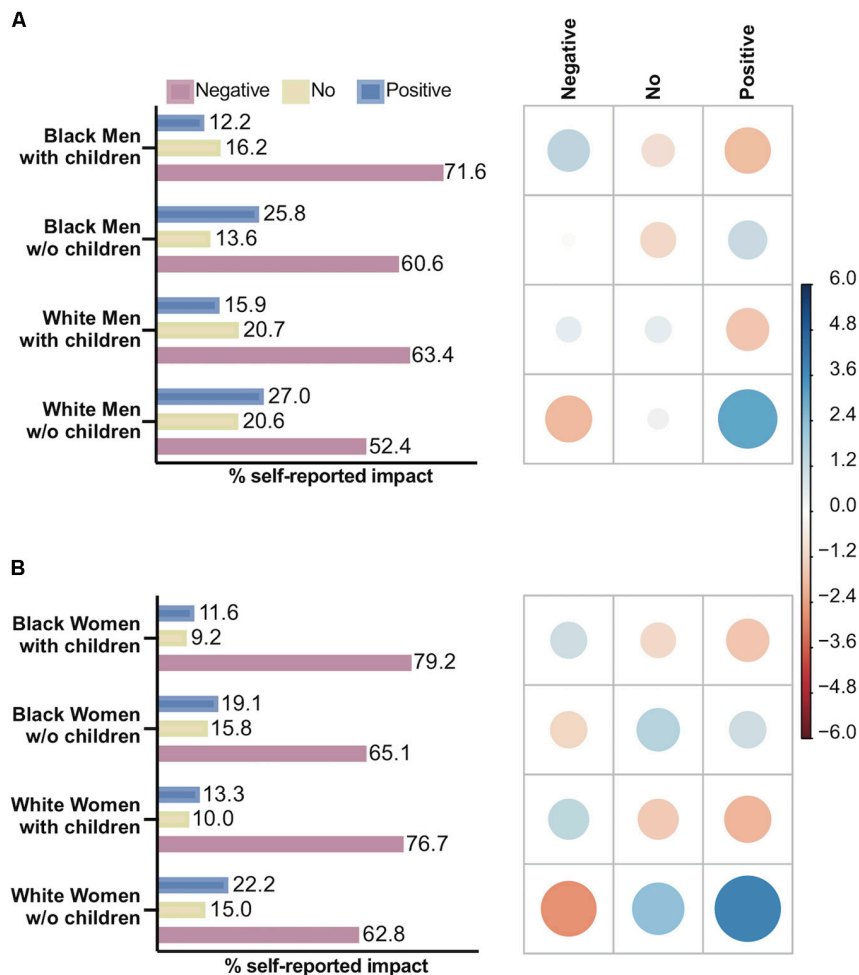 A
Negative No Positive
Negative
No
Positive
Black Men
with children
12.2
16.2
71.6
Black Men
w/o children
25.8
13.6
60.6
White Men
with children
15.9
20.7
63.4
White Men
w/o children
27.0
20.6
52.4
% self-reported impact
6.0
4.8
3.6
2.4
1.2
0.0
−1.2
−2.4
−3.6
−4.8
−6.0
B
Black Women
with children
11.6
9.2
79.2
Black Women
w/o children
19.1
15.8
65.1
White Women
with children
13.3
10.0
76.7
White Women
w/o children
22.2
15.0
62.8
% self-reported impact